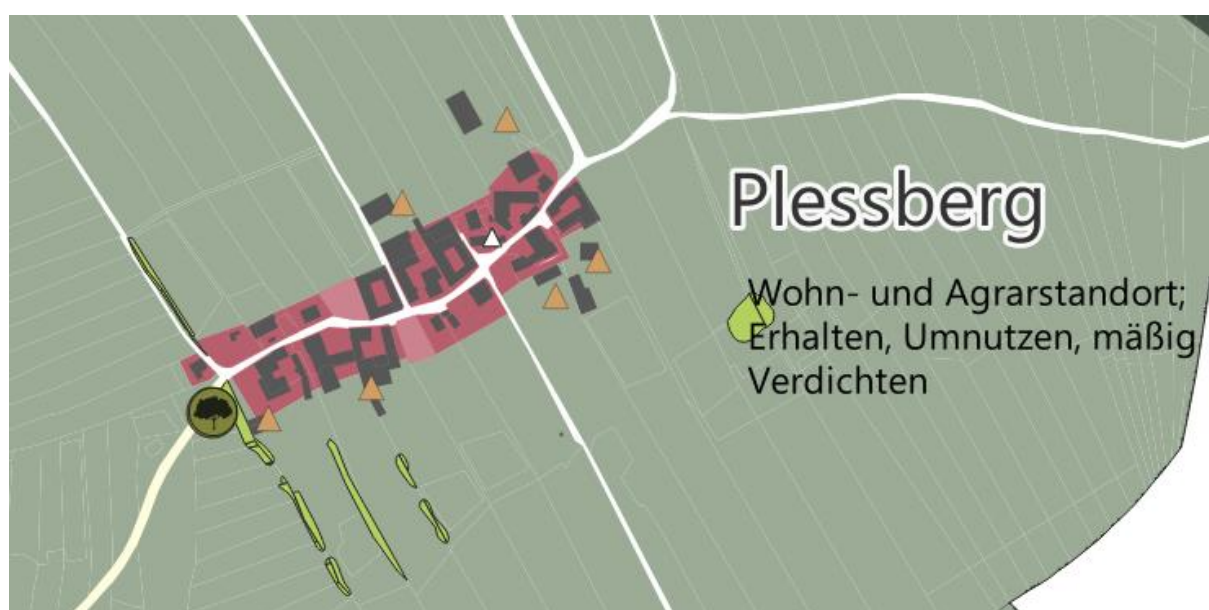 Plessberg
Wohn- und Agrarstandort;
Erhalten, Umnutzen, mäßig
Verdichten